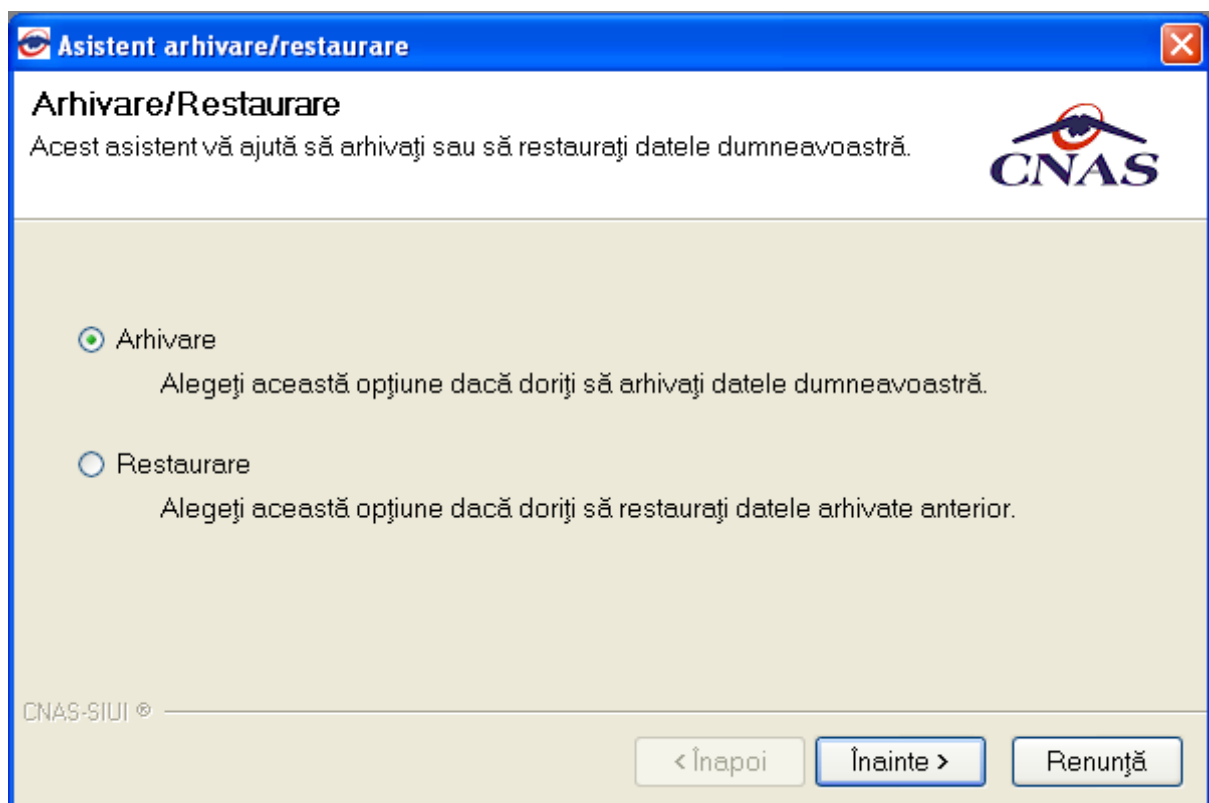 Asistent arhivare/restaurare
Arhivare/Restaurare
Acest asistent vă ajută să arhivaţi sau să restauraţi datele dumneavoastră.
CNAS
Arhivare
Alegeţi această opţiune dacă doriţi să arhivaţi datele dumneavoastră.
Restaurare
Alegeţi această opţiune dacă doriţi să restauraţi datele arhivate anterior.
CNAS-SIUI ®
< Înapoi
Înainte >
Renunţă